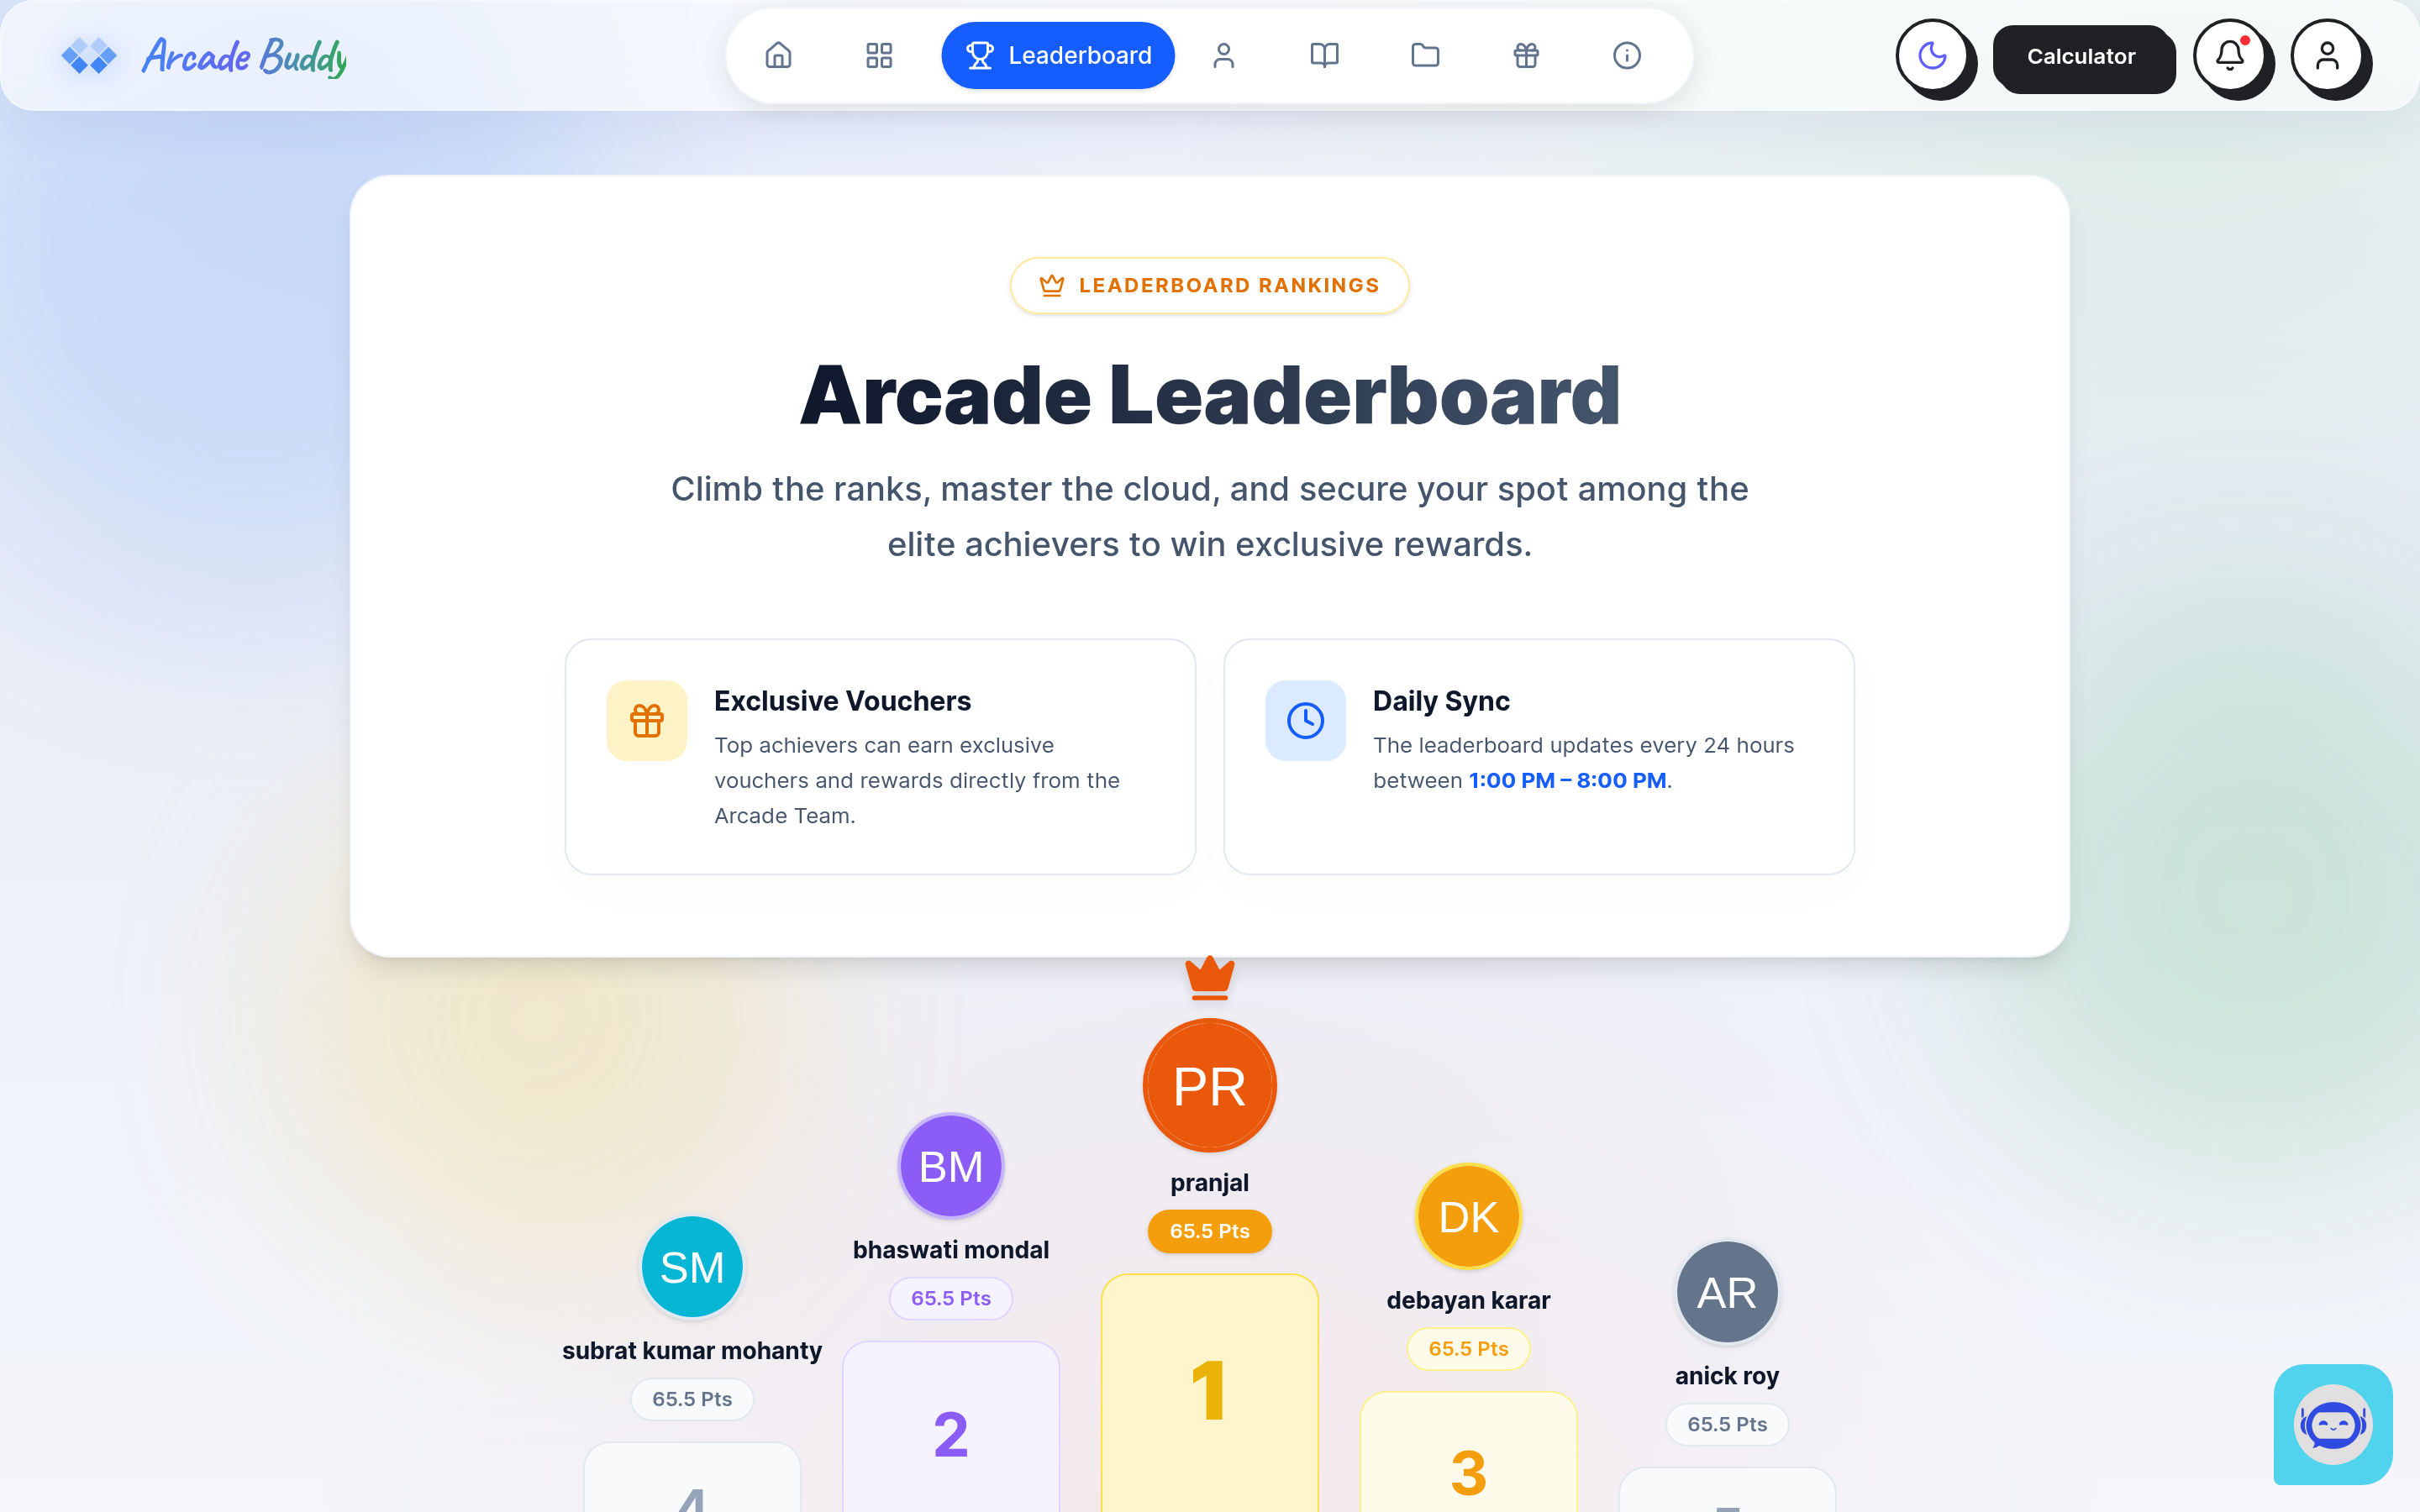 Arcade Buddy
Leaderboard
Calculator
LEADERBOARD RANKINGS
Arcade Leaderboard
Climb the ranks, master the cloud, and secure your spot among the
elite achievers to win exclusive rewards.
Exclusive Vouchers
Top achievers can earn exclusive
vouchers and rewards directly from the
Arcade Team.
Daily Sync
The leaderboard updates every 24 hours
between 1:00 PM – 8:00 PM.
PR
pranjal
65.5 Pts
1
BM
bhaswati mondal
65.5 Pts
2
DK
debayan karar
65.5 Pts
3
SM
subrat kumar mohanty
65.5 Pts
4
AR
anick roy
65.5 Pts